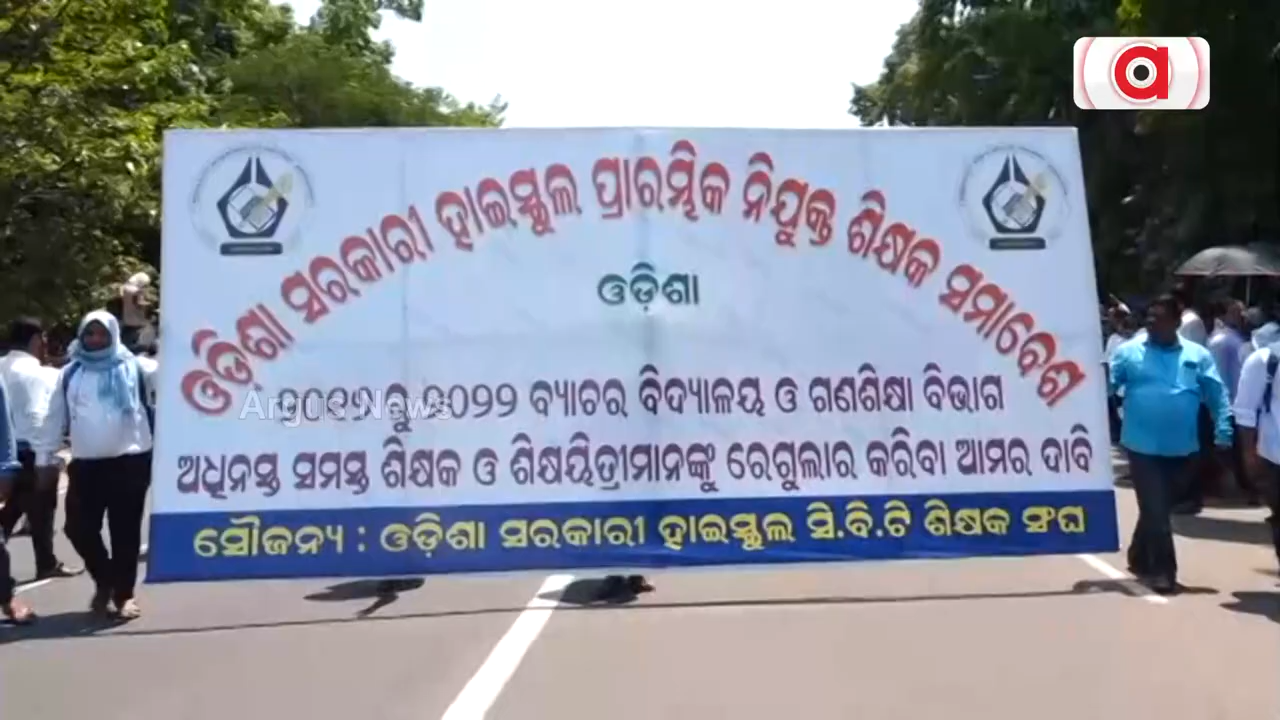 ଓଡ଼ିଶା ସରକାରୀ ହାଇସ୍କୁଲ ପ୍ରାରମ୍ଭିକ ନିଯୁକ୍ତ ଶିକ୍ଷକ ସମାବେଶ
ଓଡ଼ିଶା
୨୦୨୨ ବ୍ୟାଚର ବିଦ୍ୟାଳୟ ଓ ଗଣଶିକ୍ଷା ବିଭାଗ
Argus News
ଅଧିନସ୍ତ ସମସ୍ତ ଶିକ୍ଷକ ଓ ଶିକ୍ଷୟିତ୍ରୀମାନଙ୍କୁ ରେଗୁଲାର କରିବା ଆମର ଦାବି
ସୌଜନ୍ୟ : ଓଡ଼ିଶା ସରକାରୀ ହାଇସ୍କୁଲ ସି.ବି.ଟି ଶିକ୍ଷକ ସଂଘ